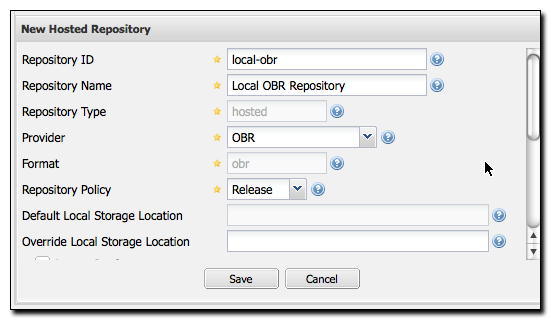 New Hosted Repository
Repository ID local-obr
Repository Name Local OBR Repository
Repository Type hosted
Provider OBR
Format obr
Repository Policy Release
Default Local Storage Location
Override Local Storage Location
Save Cancel